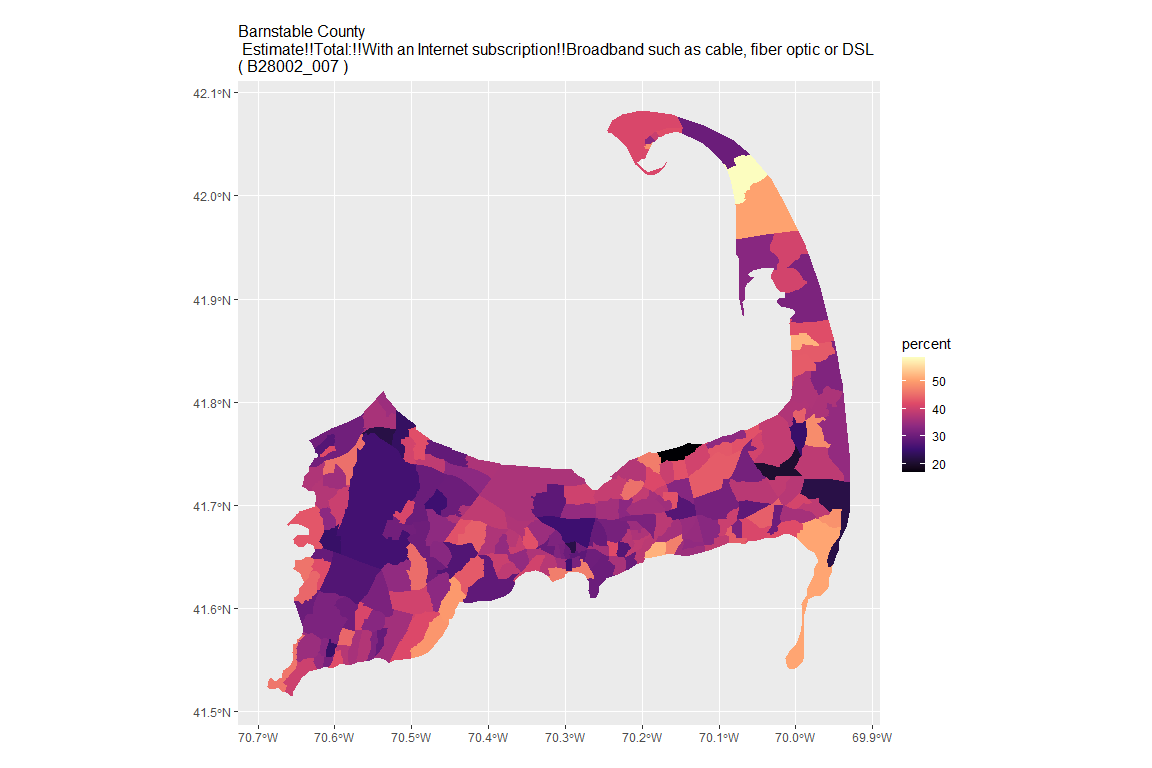 Barnstable County
Estimate!!Total:!!With an Internet subscription!!Broadband such as cable, fiber optic or DSL
( B28002_007 )
42.1°N
42.0°N
41.9°N
41.8°N
41.7°N
41.6°N
41.5°N
70.7°W 70.6°W 70.5°W 70.4°W 70.3°W 70.2°W 70.1°W 70.0°W 69.9°W
percent
50
40
30
20